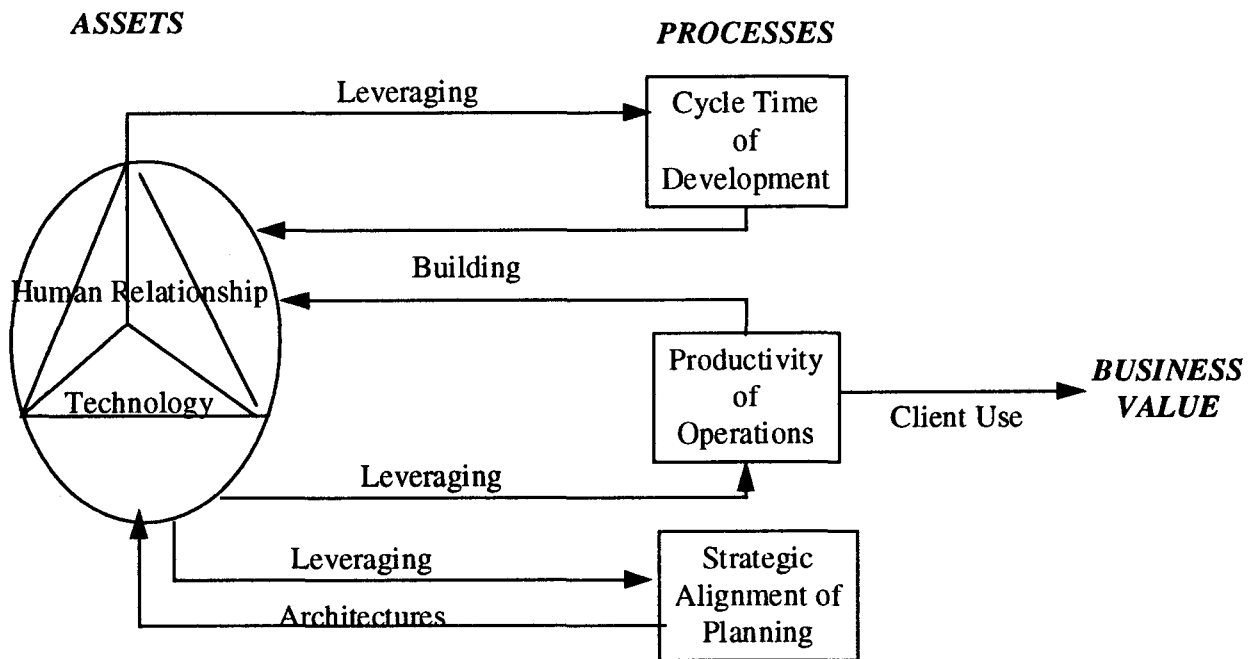 ASSETS
PROCESSES
Leveraging
Cycle Time
of
Development
Building
Human Relationship
Technology
Productivity
of
Operations
Client Use
BUSINESS
VALUE
Leveraging
Leveraging
Architectures
Strategic
Alignment of
Planning